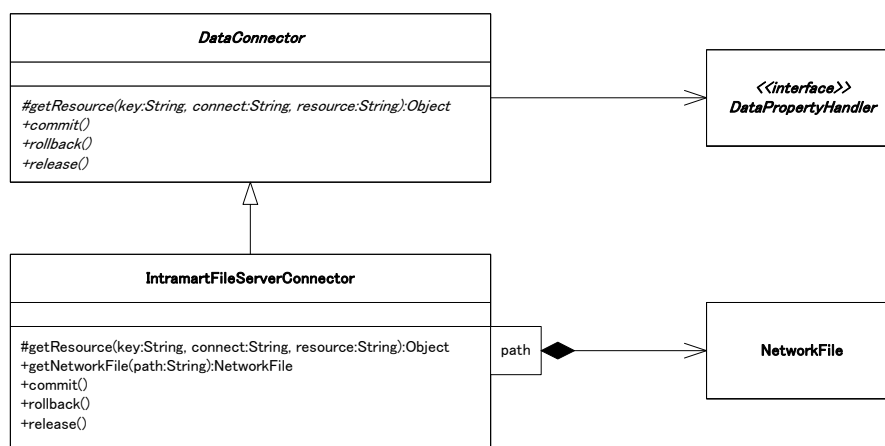 DataConnector
#getResource(key:String, connect:String, resource:String):Object
+commit()
+rollback()
+release()
<<interface>>
DataPropertyHandler
IntramartFileServerConnector
#getResource(key:String, connect:String, resource:String):Object
+getNetworkFile(path:String):NetworkFile
+commit()
+rollback()
+release()
path
NetworkFile